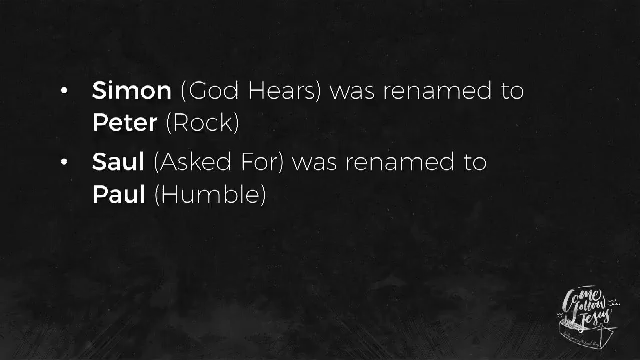 • Simon (God Hears) was renamed to
Peter (Rock)
• Saul (Asked For) was renamed to
Paul (Humble)
Come
follow
Jesus